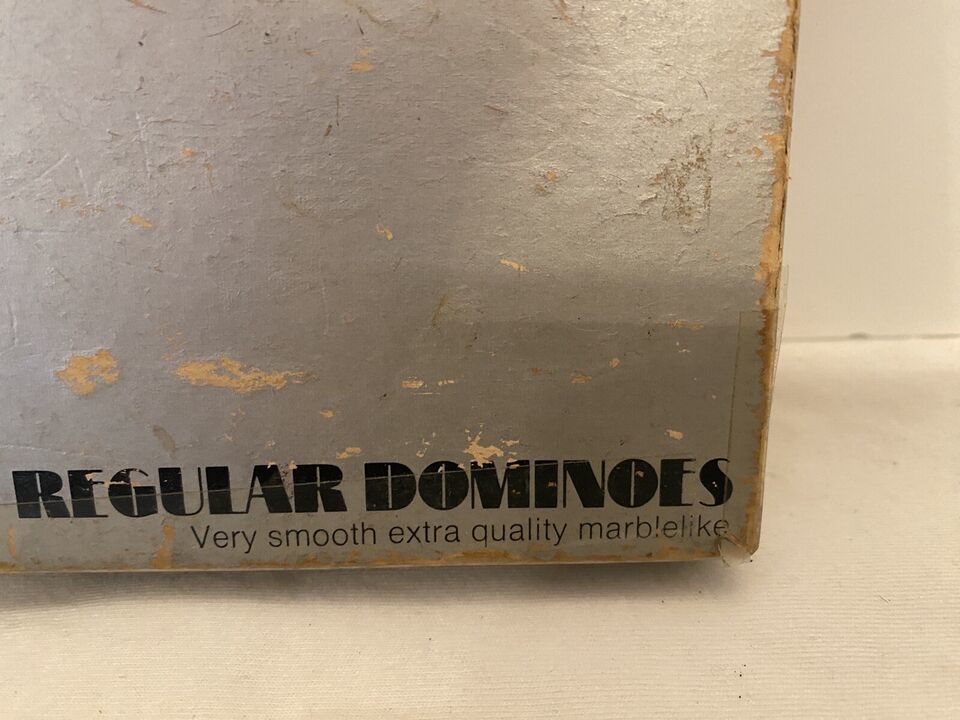 REGULAR DOMINOES
Very smooth extra quality marblelike